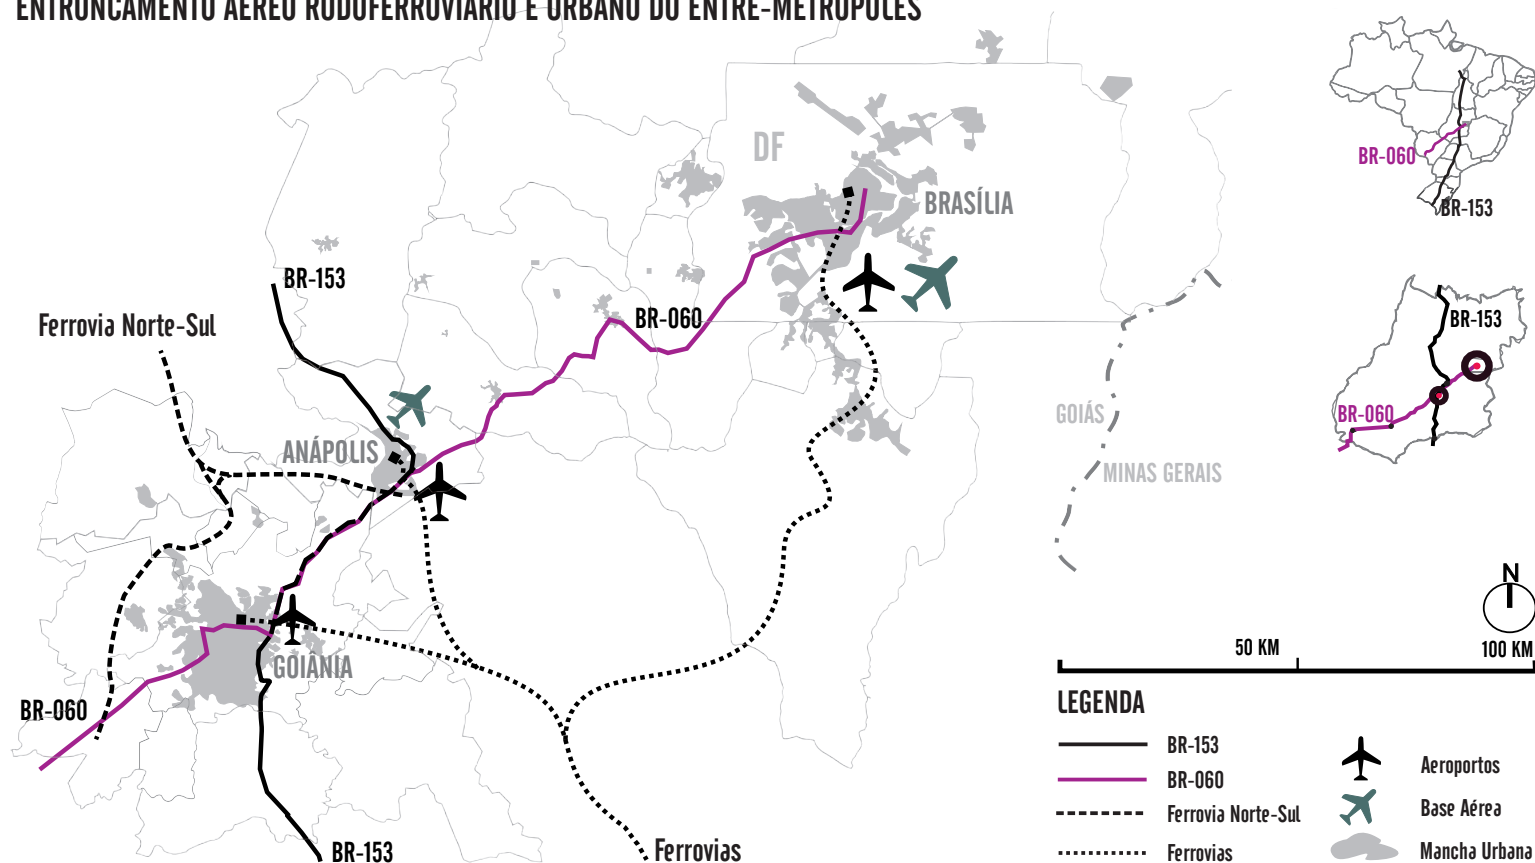 ENTRONCAMENTO AÉREO RODOFERROVIÁRIO E URBANO DO ENTRE-METRÓPOLES
DF
BRASÍLIA
BR-153
Ferrovia Norte-Sul
BR-060
ANÁPOLIS
GOIÂNIA
BR-060
BR-153
Ferrovias
GOIÁS
MINAS GERAIS
BR-060
BR-153
BR-153
BR-060
N
50 KM
100 KM
LEGENDA
BR-153
BR-060
Ferrovia Norte-Sul
Ferrovias
Aeroportos
Base Aérea
Mancha Urbana